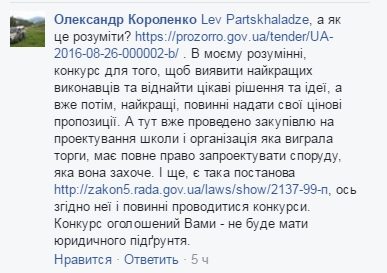 Олександр Короленко Lev Partskhaladze, а як
це розуміти? https://prozorro.gov.ua/tender/UA-
2016-08-26-000002-b/ . В моєму розумінні,
конкурс для того, щоб виявити найкращих
виконавців та віднайти цікаві рішення та ідеї, а
вже потім, найкращі, повинні надати свої цінові
пропозиції. А тут вже проведено закупівлю на
проектування школи і організація яка виграла
торги, має повне право запроектувати споруду,
яка вона захоче. І ще, є така постанова
http://zakon5.rada.gov.ua/laws/show/2137-99-п, ось
згідно неї и повинні проводитися конкурси.
Конкурс оголошений Вами - не буде мати
юридичного підґрунтя.
Нравится · Ответить · 5 ч